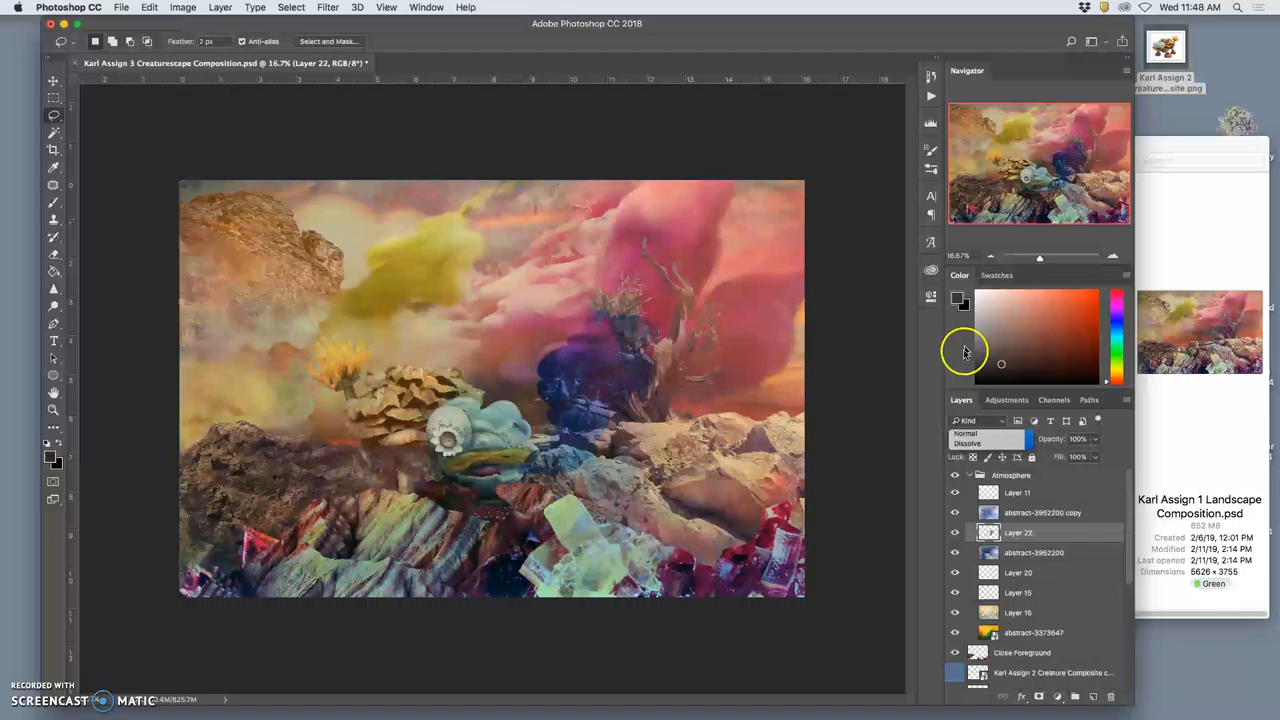 Photoshop CC File Edit Image Layer Type Select Filter 3D View Window Help
Wed 11:48 AM
Adobe Photoshop CC 2018
Feather: 2 px Anti-alias Select and Mask...
Karl Assign 3 Creaturescape Composition.psd @ 16.7% (Layer 22, RGB/8*) *
Karl Assign 2
reature...site.png
Navigator
16.67%
Color Swatches
Layers Adjustments Channels Paths
Kind
Normal
Dissolve
Opacity: 100%
Lock: Fill: 100%
Atmosphere
Layer 11
abstract-3952200 copy
Layer 22
abstract-3952200
Layer 20
Layer 15
Layer 16
abstract-3373647
Close Foreground
Karl Assign 2 Creature Composite c...
Karl Assign 1 Landscape
Composition.psd
652 MB
Created 2/6/19, 12:01 PM
Modified 2/11/19, 2:14 PM
Last opened 2/11/19, 2:14 PM
Dimensions 5626 × 3755
Green
RECORDED WITH
SCREENCAST MATIC